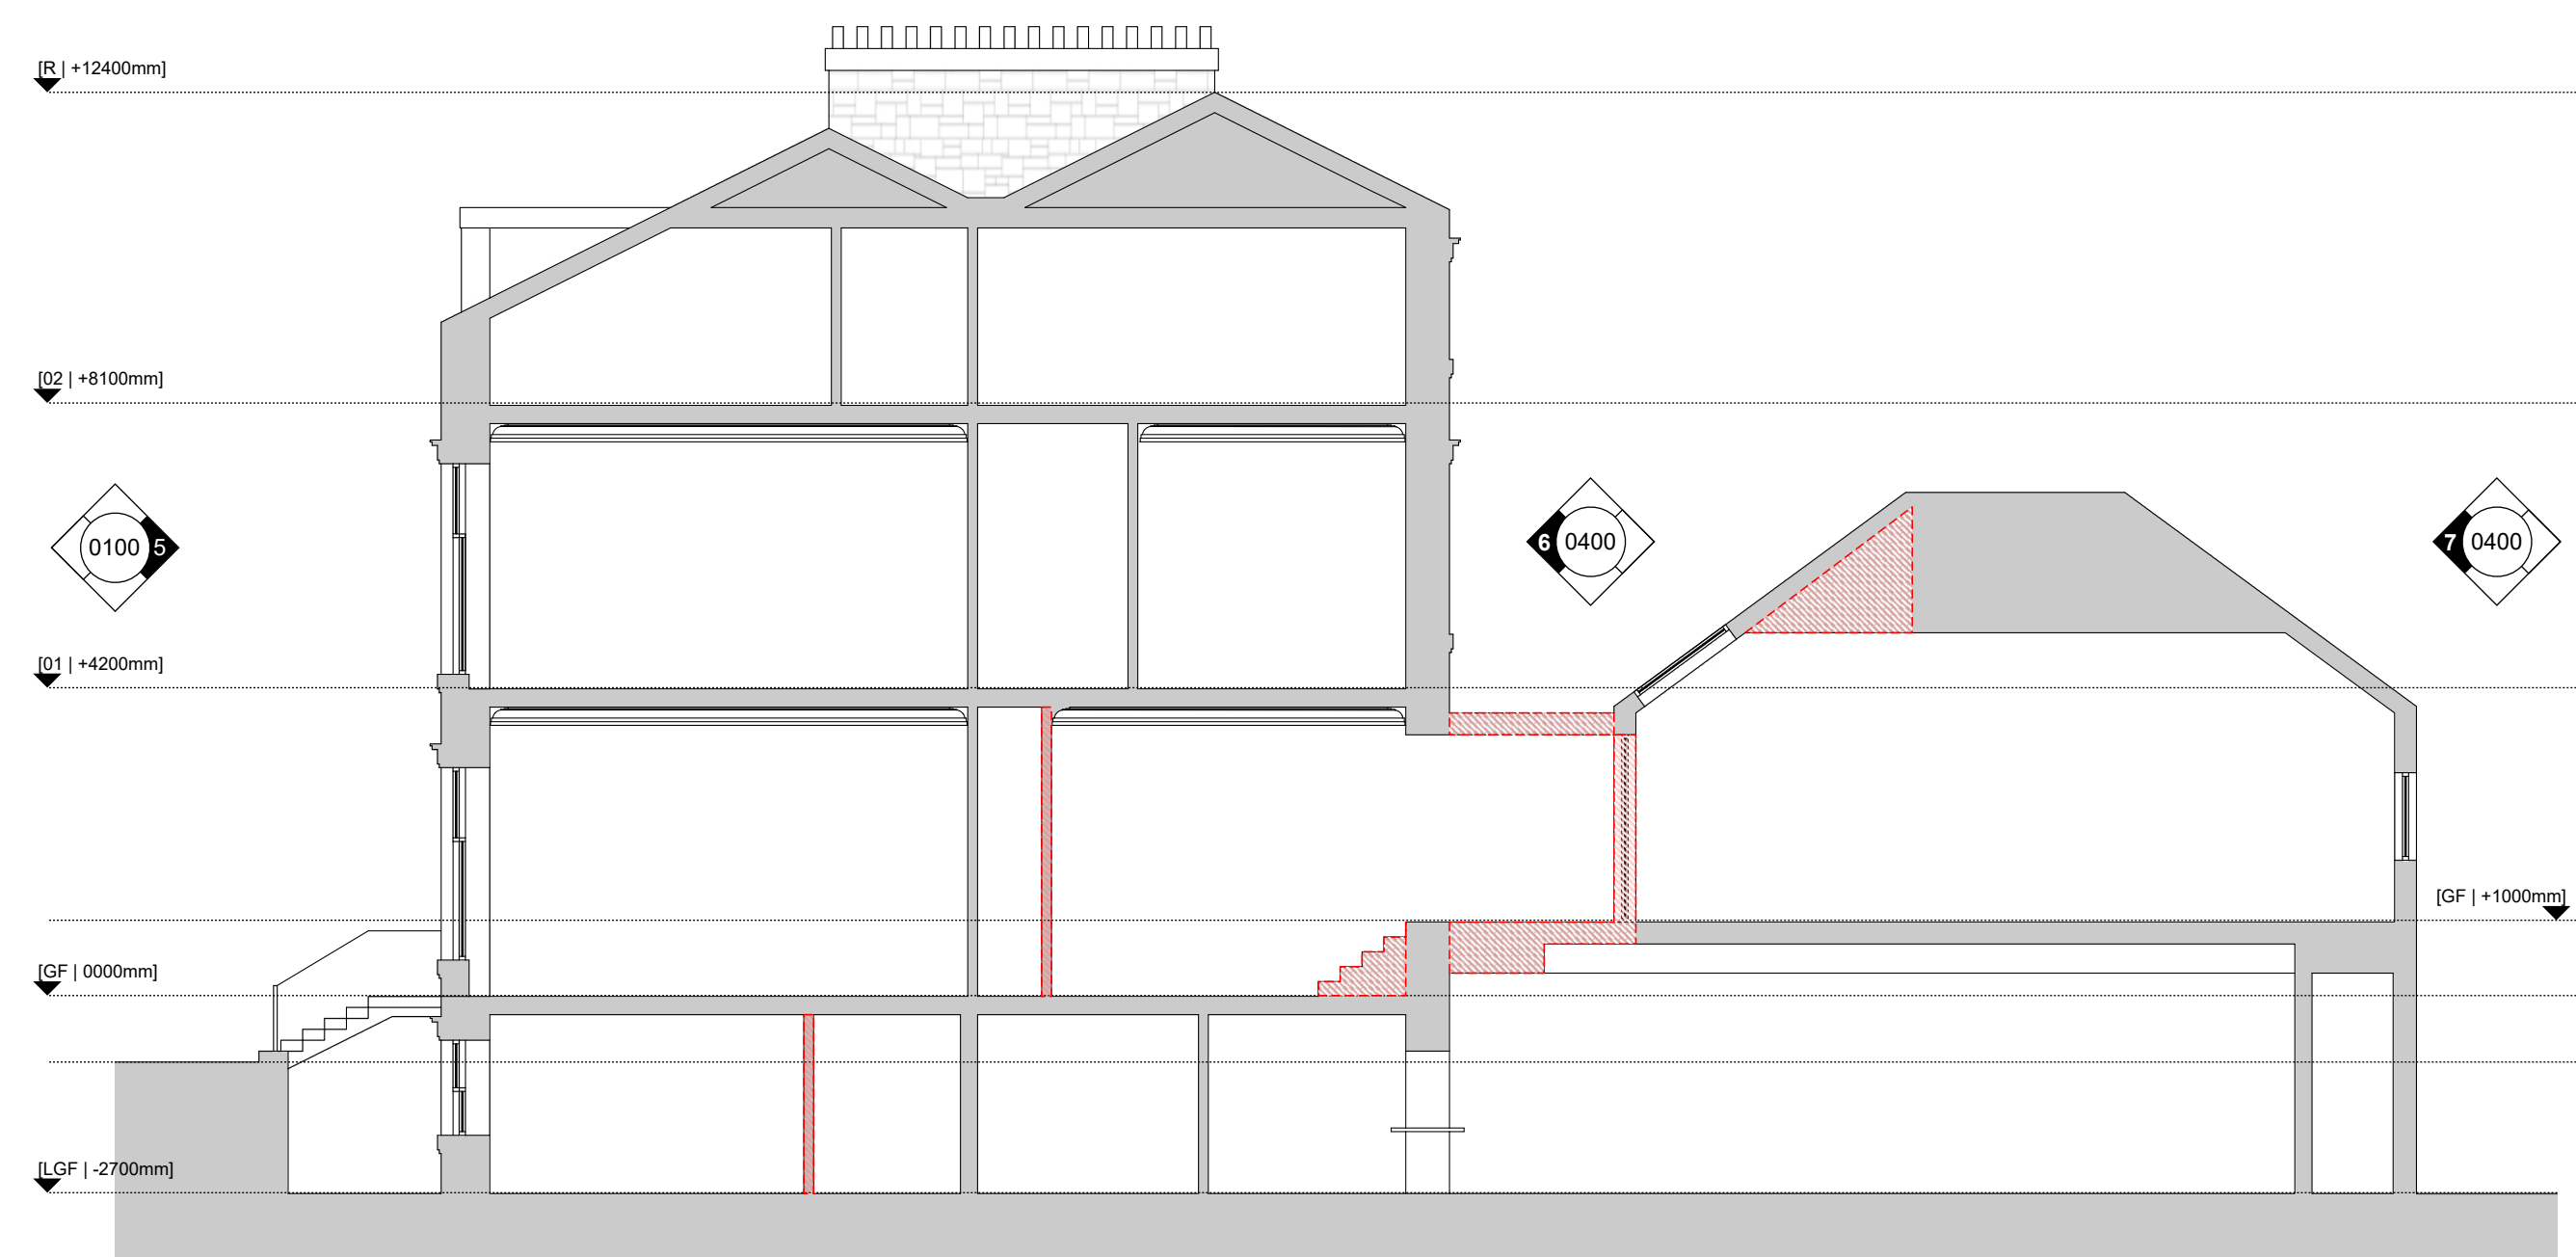 [R | +12400mm]
[02 | +8100mm]
0100 5
6 0400
7 0400
[01 | +4200mm]
[GF | +1000mm]
[GF | 0000mm]
[LGF | -2700mm]